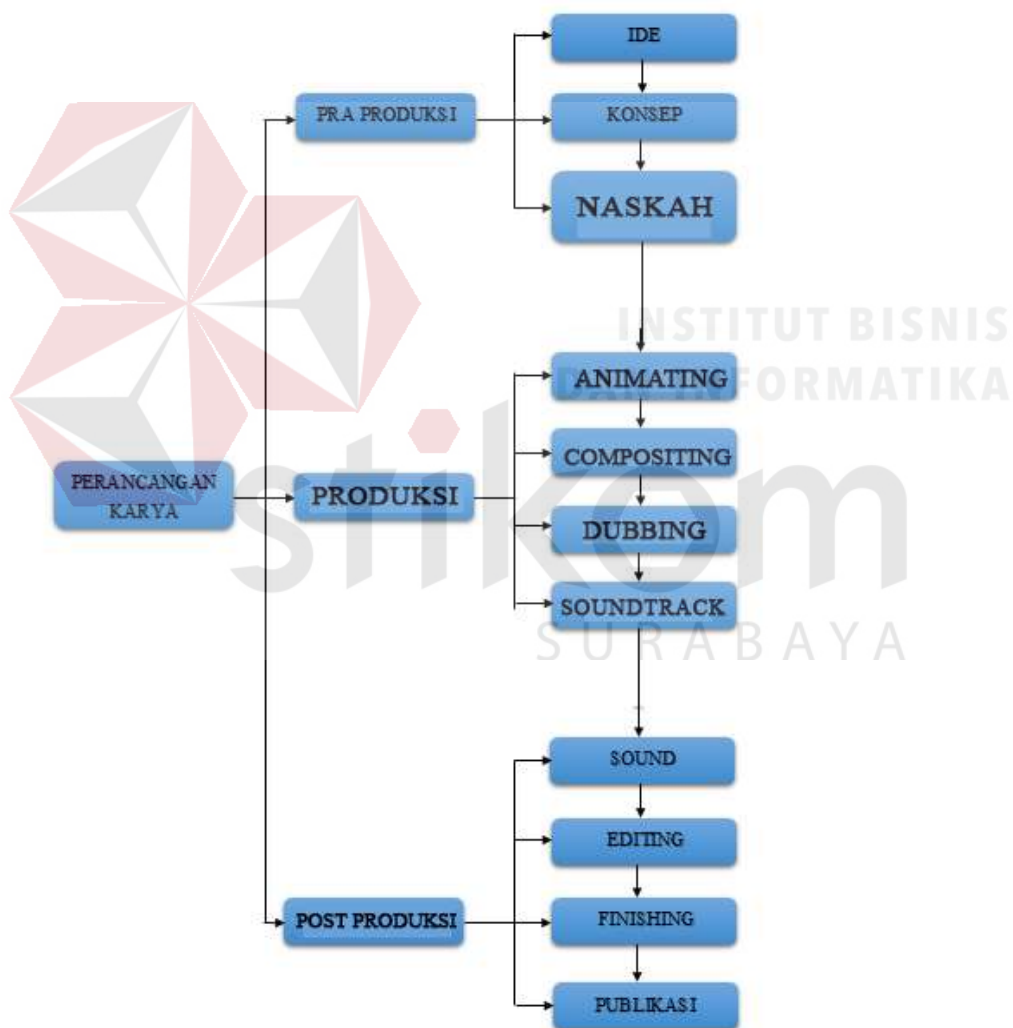 IDE
PRA PRODUKSI
KONSEP
NASKAH
INSTITUT BISNIS
DAN INFORMATIKA
ANIMATING
COMPOSITING
PERANCANGAN
KARYA
PRODUKSI
stikom
DUBBING
SOUNDTRACK
SURABAYA
SOUND
EDITING
POST PRODUKSI
FINISHING
PUBLIKASI